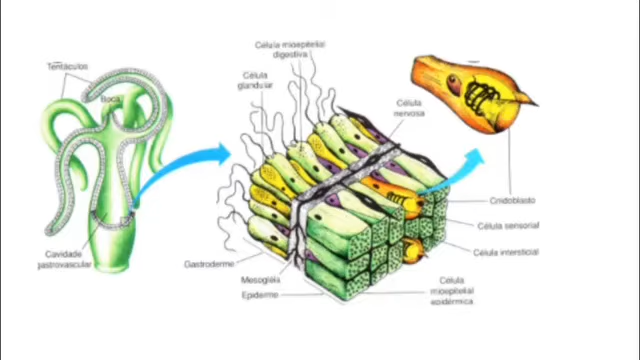 Célula mioepitelial
digestiva
Tentáculos
Célula
glandular
Boca
Célula
nervosa
Cnidoblasto
Célula sensorial
Cavidade
gastrovascular
Gastroderme
Célula intersticial
Mesogléia
Epiderme
Célula
mioepitelial
epidérmica